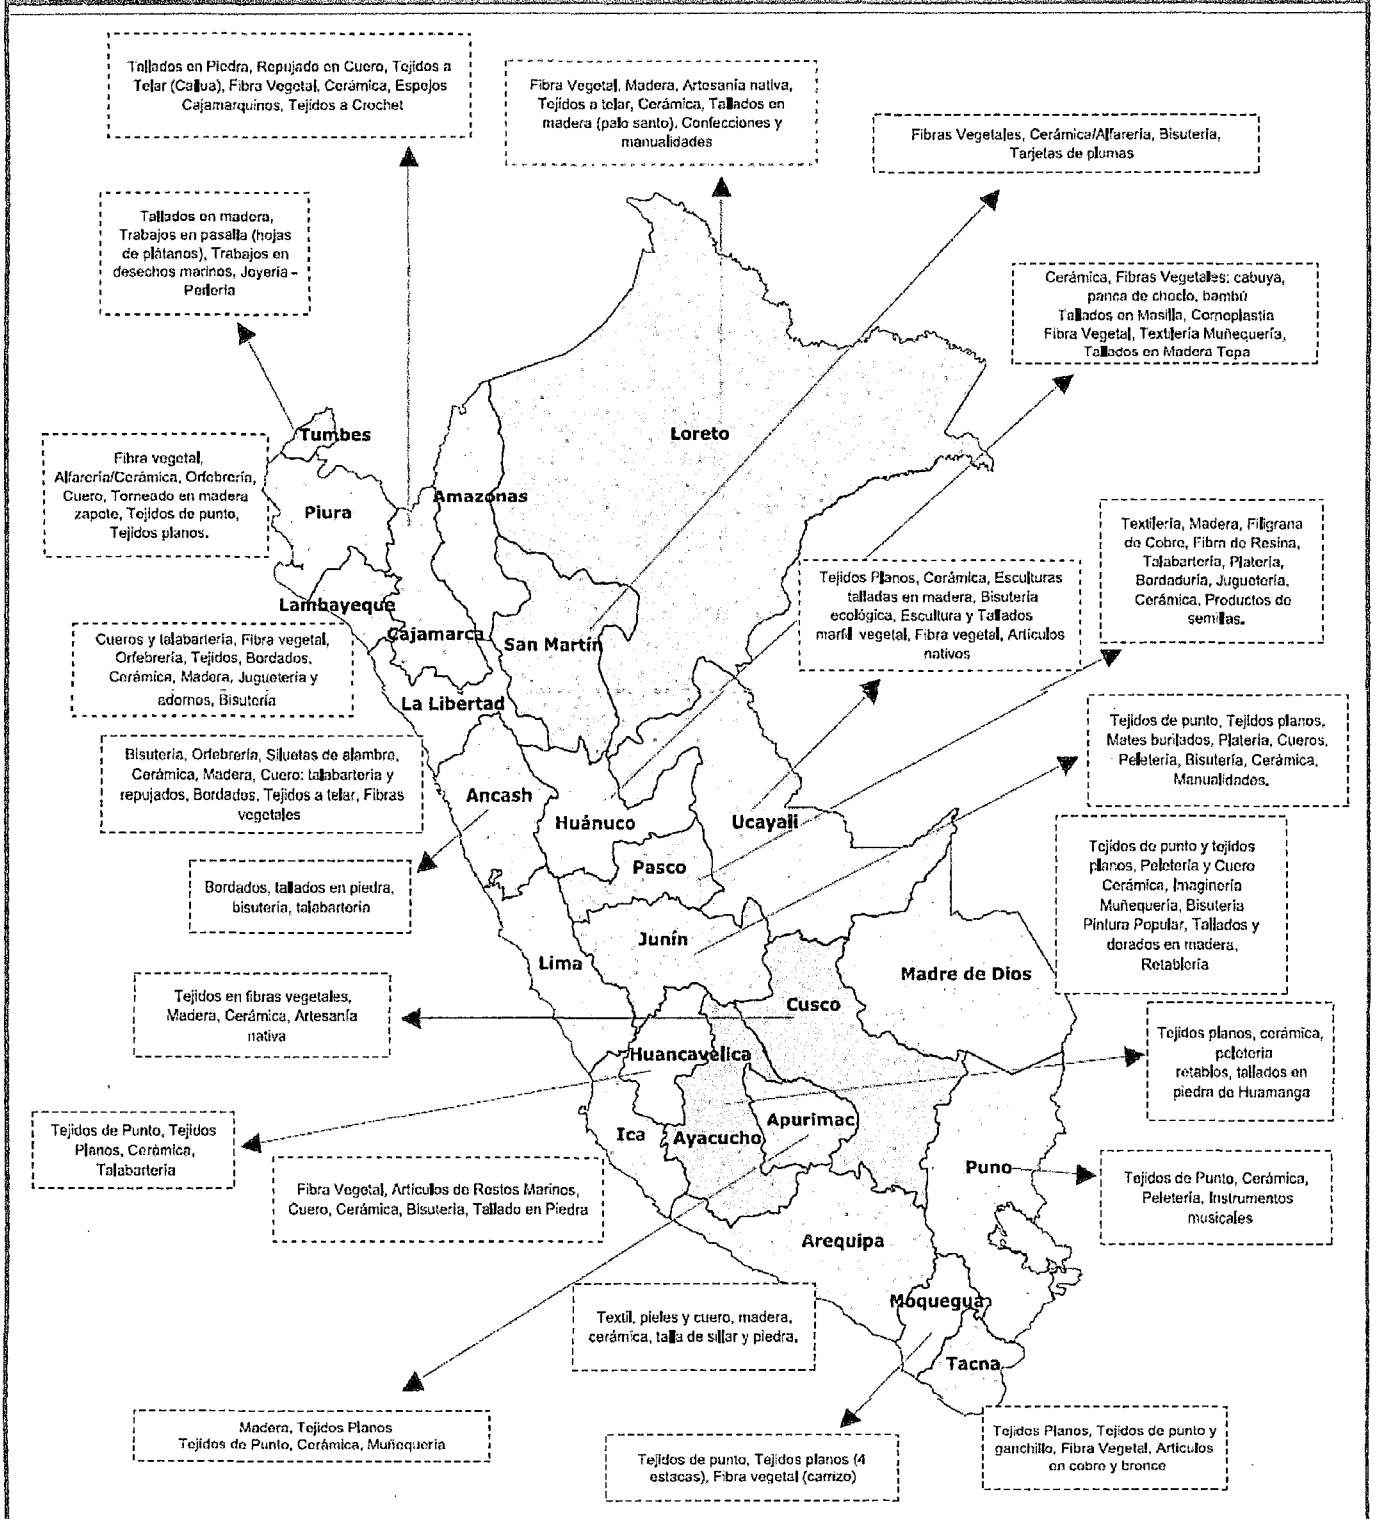 Tallados en Piedra, Repujado en Cuero, Tejidos a
Telar (Callua), Fibra Vegetal, Cerámica, Espejos
Cajamarquinos, Tejidos a Crochet
Fibra Vegetal, Madera, Artesanía nativa,
Tejidos a telar, Cerámica, Tallados en
madera (palo santo), Confecciones y
manualidades
Fibras Vegetales, Cerámica/Alfarería, Bisutería,
Tarjetas de plumas
Tallados en madera,
Trabajos en pasalla (hojas
de plátanos), Trabajos en
desechos marinos, Joyería –
Perlería
Cerámica, Fibras Vegetales: cabuya,
panca de choclo, bambú
Tallados en Masilla, Cornoplastia
Fibra Vegetal, Textilería Muñequería,
Tallados en Madera Topa
Tumbes
Loreto
Fibra vegetal,
Alfarería/Cerámica, Orfebrería,
Cuero, Torneado en madera
zapote, Tejidos de punto,
Tejidos planos.
Amazonas
Piura
Textilería, Madera, Filigrana
de Cobre, Fibra de Resina,
Talabartería, Platería,
Bordaduría, Juguetería,
Cerámica, Productos de
semillas.
Tejidos Planos, Cerámica, Esculturas
talladas en madera, Bisutería
ecológica, Escultura y Tallados
marfil vegetal, Fibra vegetal, Artículos
nativos
Lambayeque
Cajamarca
San Martín
Cueros y talabartería, Fibra vegetal,
Orfebrería, Tejidos, Bordados,
Cerámica, Madera, Juguetería y
adornos, Bisutería
La Libertad
Tejidos de punto, Tejidos planos,
Mates burilados, Platería, Cueros,
Peletería, Bisutería, Cerámica,
Manualidades.
Bisutería, Orfebrería, Siluetas de alambre,
Cerámica, Madera, Cuero: talabartería y
repujados, Bordados, Tejidos a telar, Fibras
vegetales
Ancash
Huánuco
Ucayali
Pasco
Tejidos de punto y tejidos
planos, Peletería y Cuero
Cerámica, Imaginería
Muñequería, Bisutería
Pintura Popular, Tallados y
dorados en madera,
Retablería
Bordados, tallados en piedra,
bisutería, talabartería
Junín
Lima
Madre de Dios
Cusco
Tejidos en fibras vegetales,
Madera, Cerámica, Artesanía
nativa
Tejidos planos, cerámica,
peletería
retablos, tallados en
piedra de Huamanga
Huancavelica
Apurimac
Ica
Ayacucho
Tejidos de Punto, Tejidos
Planos, Cerámica,
Talabartería
Puno
Tejidos de Punto, Cerámica,
Peletería, Instrumentos
musicales
Fibra Vegetal, Artículos de Restos Marinos,
Cuero, Cerámica, Bisutería, Tallado en Piedra
Arequipa
Moquegua
Textil, pieles y cuero, madera,
cerámica, talla de sillar y piedra.
Tacna
Madera, Tejidos Planos
Tejidos de Punto, Cerámica, Muñequería
Tejidos Planos, Tejidos de punto y
ganchillo, Fibra Vegetal, Artículos
en cobre y bronce
Tejidos de punto, Tejidos planos (4
estacas), Fibra vegetal (carrizo)